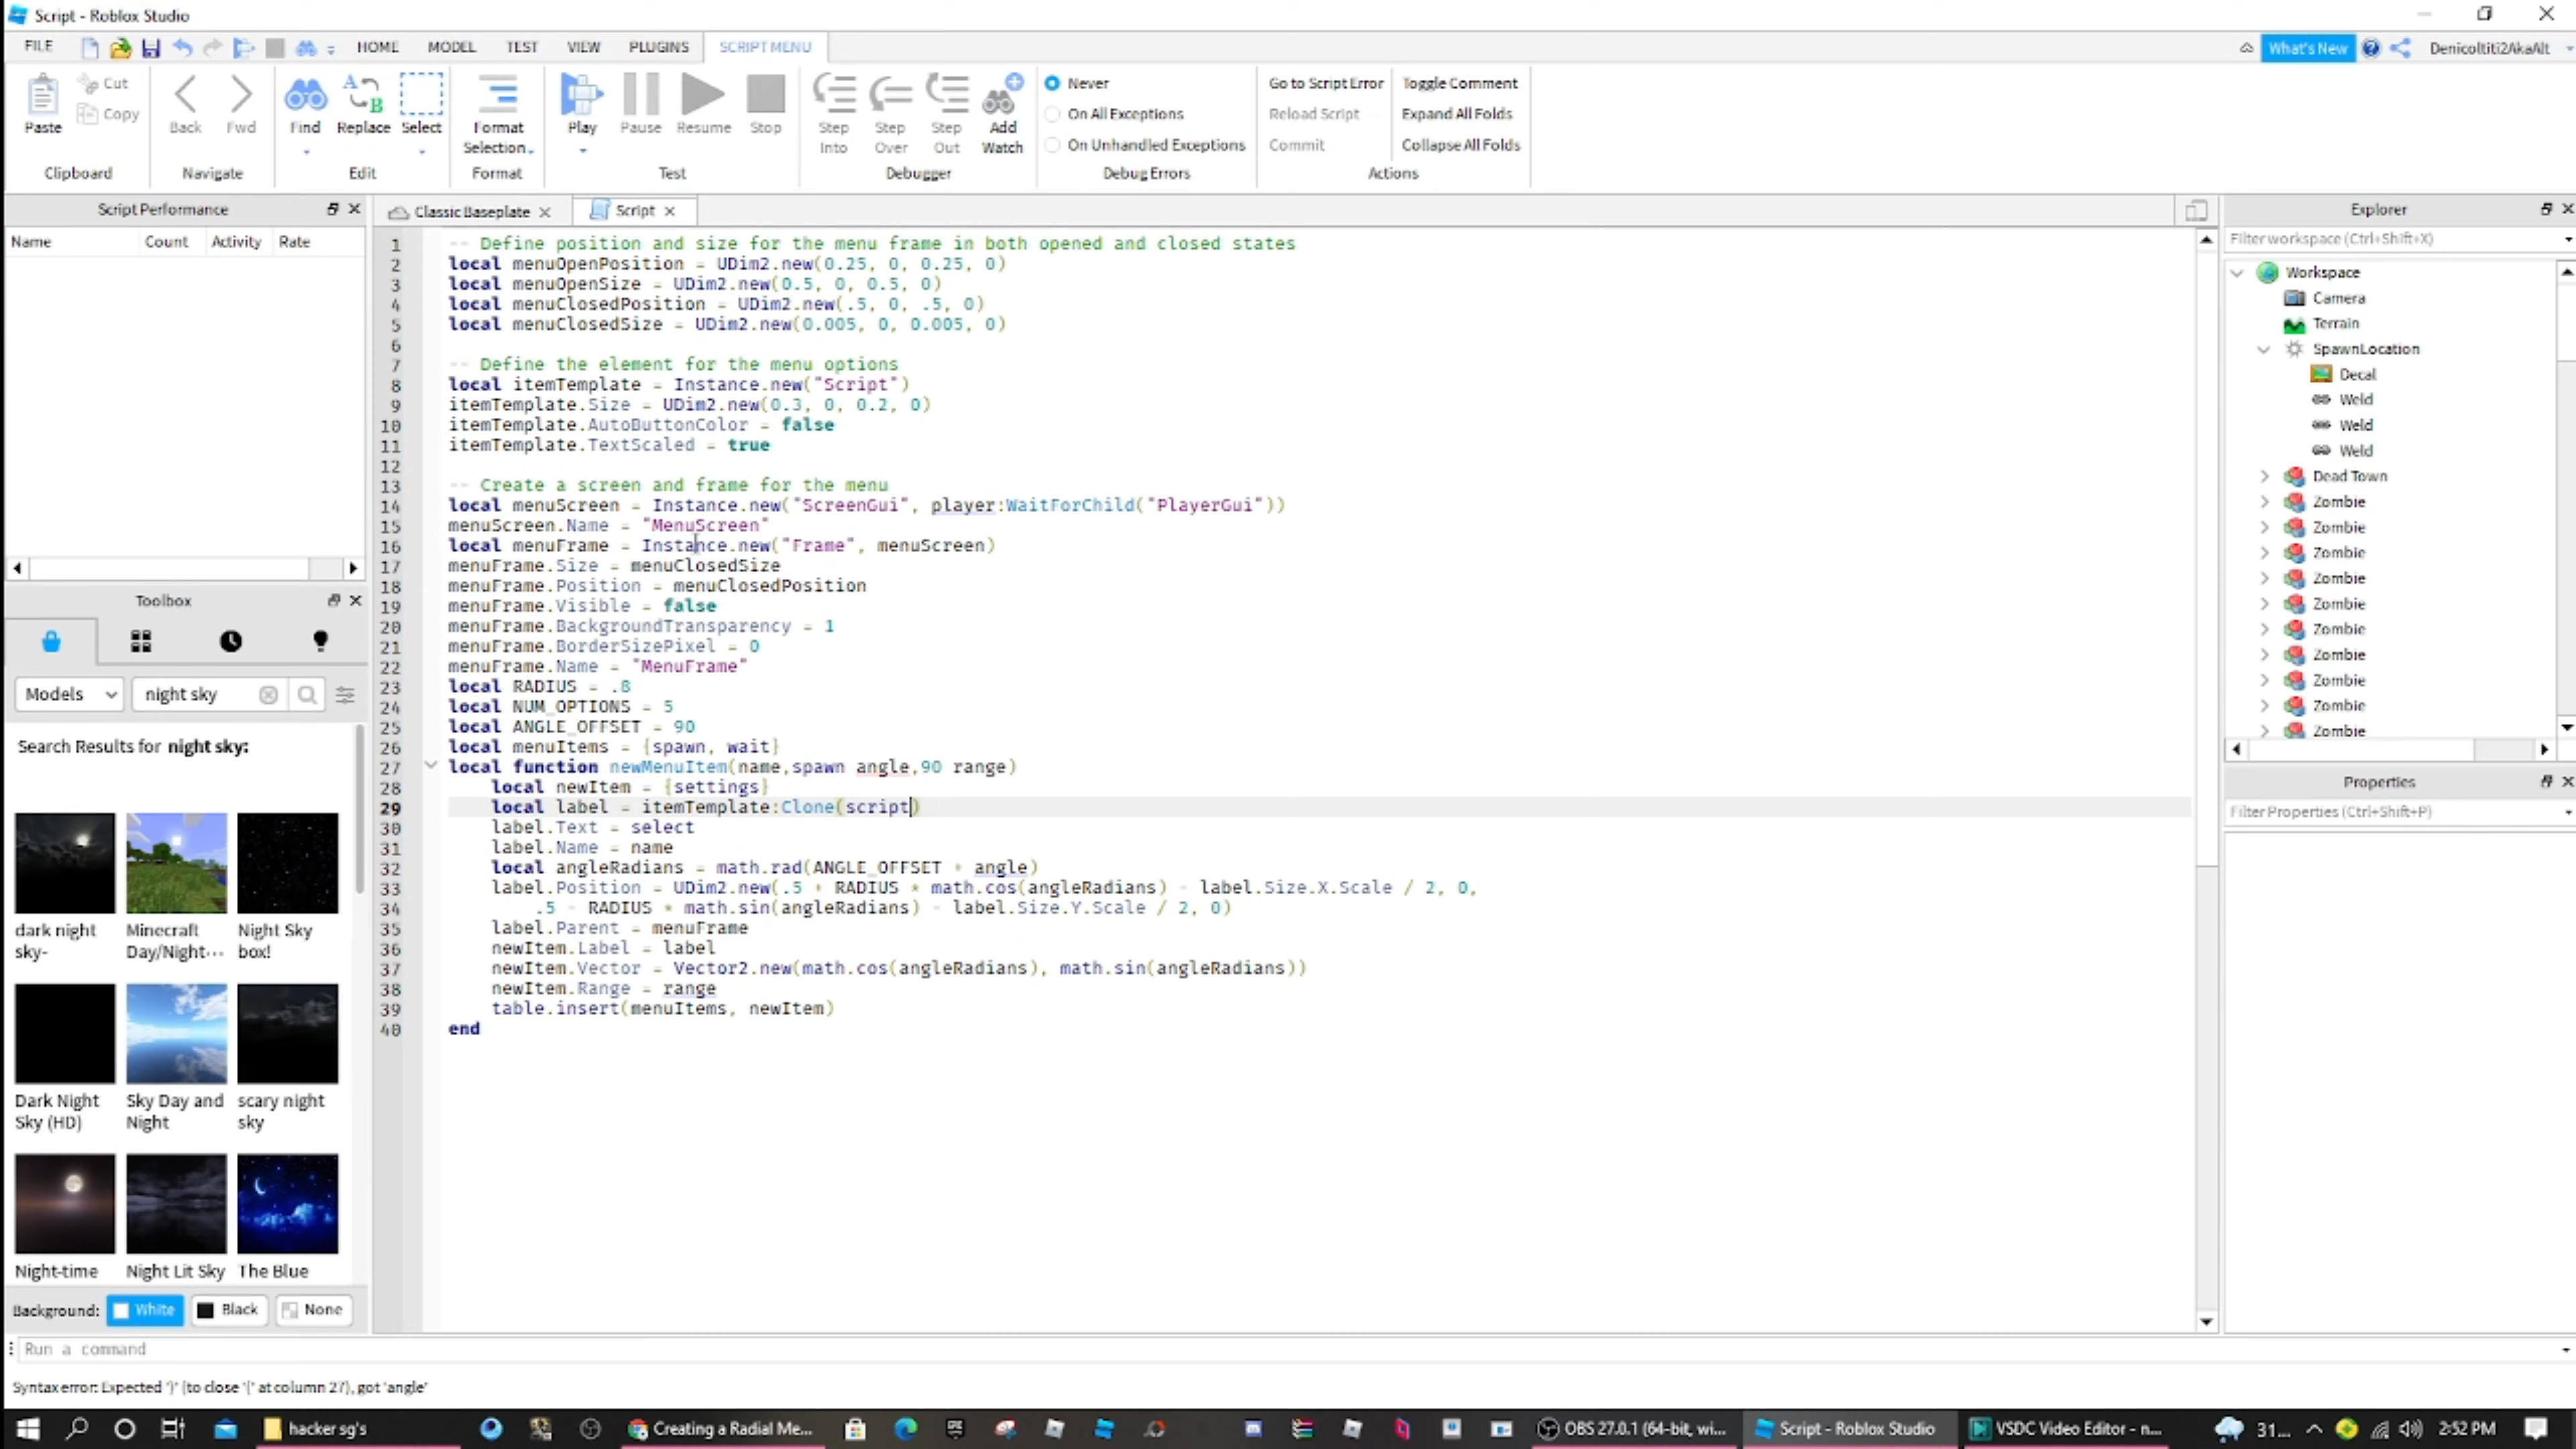 Script - Roblox Studio
FILE HOME MODEL TEST VIEW PLUGINS SCRIPT MENU What's New Denicoltiti2AkaAlt
Paste Cut Copy Back Fwd Find Replace Select Format Selection Play Pause Resume Stop Step Into Step Over Step Out Add Watch
Never
On All Exceptions
On Unhandled Exceptions
Go to Script Error
Reload Script
Commit
Toggle Comment
Expand All Folds
Collapse All Folds
Clipboard Navigate Edit Format Test Debugger Debug Errors Actions
Script Performance
Name Count Activity Rate
Toolbox
Models night sky
Search Results for night sky:
dark night sky-
Minecraft Day/Night...
Night Sky box!
Dark Night Sky (HD)
Sky Day and Night
scary night sky
Night-time
Night Lit Sky
The Blue
Background: White Black None
Classic Baseplate Script
1 -- Define position and size for the menu frame in both opened and closed states
2 local menuOpenPosition = UDim2.new(0.25, 0, 0.25, 0)
3 local menuOpenSize = UDim2.new(0.5, 0, 0.5, 0)
4 local menuClosedPosition = UDim2.new(.5, 0, .5, 0)
5 local menuClosedSize = UDim2.new(0.005, 0, 0.005, 0)
6
7 -- Define the element for the menu options
8 local itemTemplate = Instance.new("Script")
9 itemTemplate.Size = UDim2.new(0.3, 0, 0.2, 0)
10 itemTemplate.AutoButtonColor = false
11 itemTemplate.TextScaled = true
12
13 -- Create a screen and frame for the menu
14 local menuScreen = Instance.new("ScreenGui", player:WaitForChild("PlayerGui"))
15 menuScreen.Name = "MenuScreen"
16 local menuFrame = Instance.new("Frame", menuScreen)
17 menuFrame.Size = menuClosedSize
18 menuFrame.Position = menuClosedPosition
19 menuFrame.Visible = false
20 menuFrame.BackgroundTransparency = 1
21 menuFrame.BorderSizePixel = 0
22 menuFrame.Name = "MenuFrame"
23 local RADIUS = .8
24 local NUM_OPTIONS = 5
25 local ANGLE_OFFSET = 90
26 local menuItems = {spawn, wait}
27 local function newMenuItem(name,spawn angle,90 range)
28 local newItem = {settings}
29 local label = itemTemplate:Clone(script)
30 label.Text = select
31 label.Name = name
32 local angleRadians = math.rad(ANGLE_OFFSET + angle)
33 label.Position = UDim2.new(.5 + RADIUS * math.cos(angleRadians) - label.Size.X.Scale / 2, 0,
34 .5 - RADIUS * math.sin(angleRadians) - label.Size.Y.Scale / 2, 0)
35 label.Parent = menuFrame
36 newItem.Label = label
37 newItem.Vector = Vector2.new(math.cos(angleRadians), math.sin(angleRadians))
38 newItem.Range = range
39 table.insert(menuItems, newItem)
40 end
Explorer
Filter workspace (Ctrl+Shift+X)
Workspace
Camera
Terrain
SpawnLocation
Decal
Weld
Weld
Weld
Dead Town
Zombie
Zombie
Zombie
Zombie
Zombie
Zombie
Zombie
Zombie
Zombie
Zombie
Properties
Filter Properties (Ctrl+Shift+P)
Run a command
Syntax error: Expected ')' (to close '(' at column 27), got 'angle'
hacker sg's Creating a Radial Me... OBS 27.0.1 (64-bit, wi... Script - Roblox Studio VSDC Video Editor - n... 31... 2:52 PM